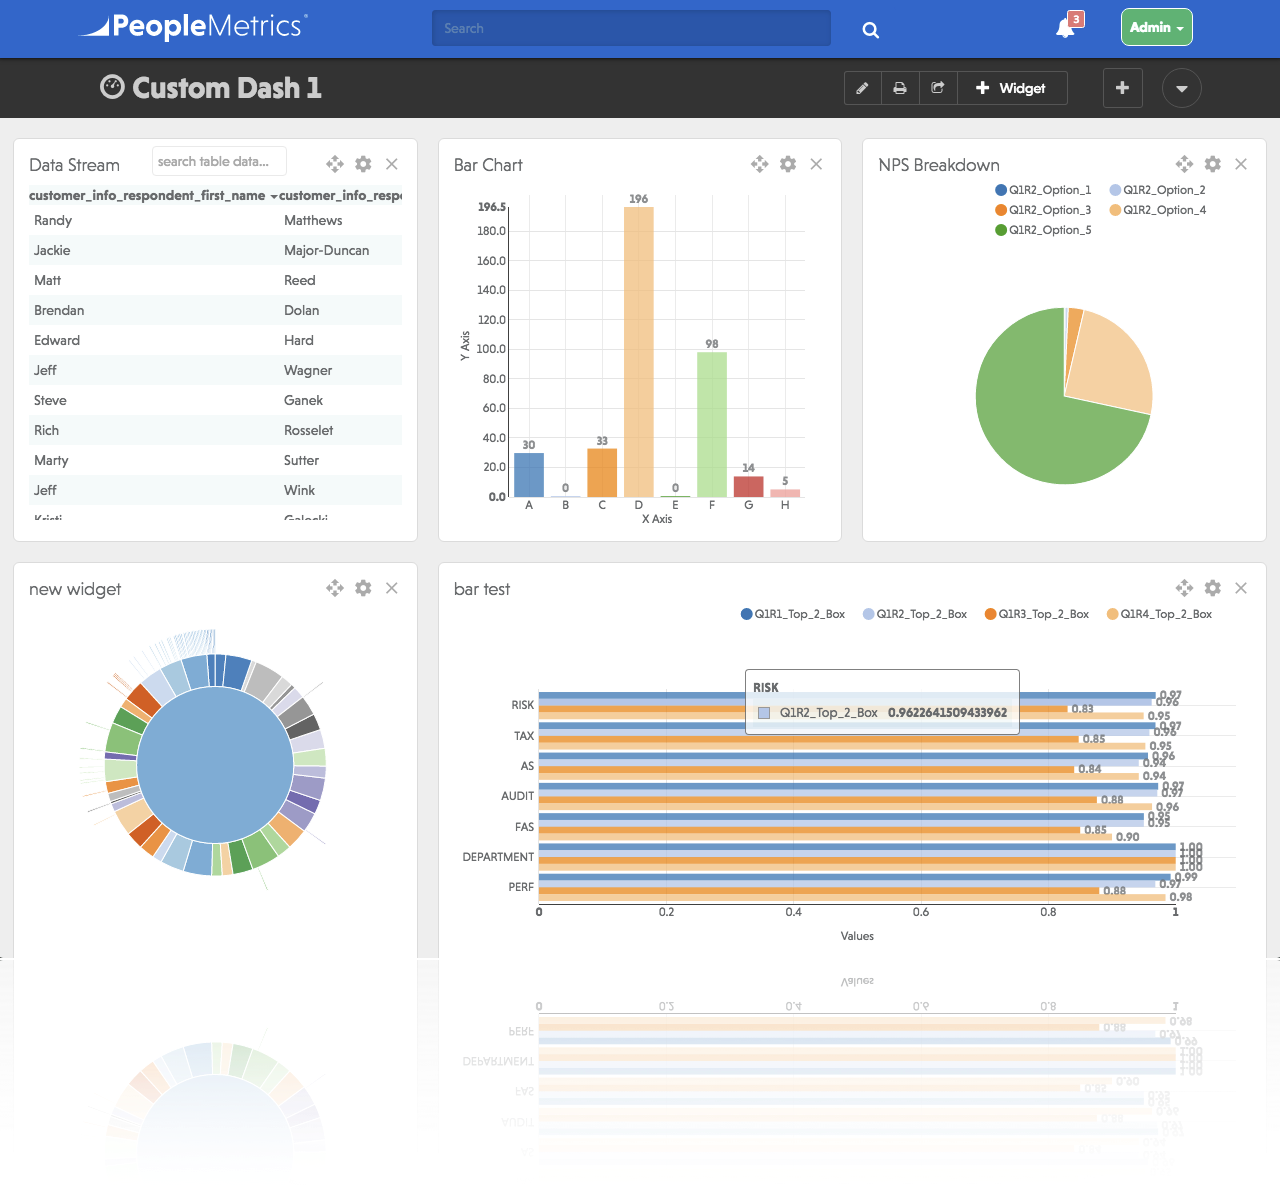 PeopleMetrics®
Search
3
Admin
Custom Dash 1
Widget
Data Stream
search table data...
customer_info_respondent_first_name
customer_info_respo
Randy Matthews
Jackie Major-Duncan
Matt Reed
Brendan Dolan
Edward Hard
Jeff Wagner
Steve Ganek
Rich Rosselet
Marty Sutter
Jeff Wink
Kristi Galecki
Bar Chart
196.5
180.0
160.0
140.0
120.0
100.0
80.0
60.0
40.0
20.0
0.0
Y Axis
30
0
33
196
0
98
14
5
A B C D E F G H
X Axis
NPS Breakdown
Q1R2_Option_1 Q1R2_Option_2
Q1R2_Option_3 Q1R2_Option_4
Q1R2_Option_5
new widget
bar test
Q1R1_Top_2_Box Q1R2_Top_2_Box Q1R3_Top_2_Box Q1R4_Top_2_Box
RISK
Q1R2_Top_2_Box 0.9622641509433962
RISK
0.97
0.96
0.83
0.95
TAX
0.97
0.96
0.85
0.95
AS
0.96
0.94
0.84
0.94
AUDIT
0.97
0.97
0.88
0.96
FAS
0.95
0.95
0.85
0.90
DEPARTMENT
1.00
1.00
1.00
1.00
PERF
0.99
0.97
0.88
0.98
0 0.2 0.4 0.6 0.8 1
Values